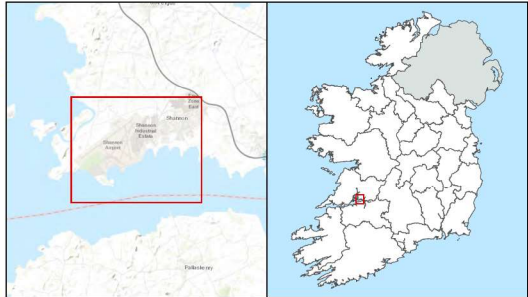 Shannon
Shannon
Industrial
Estate
Shannon
Airport
Pallaskenry